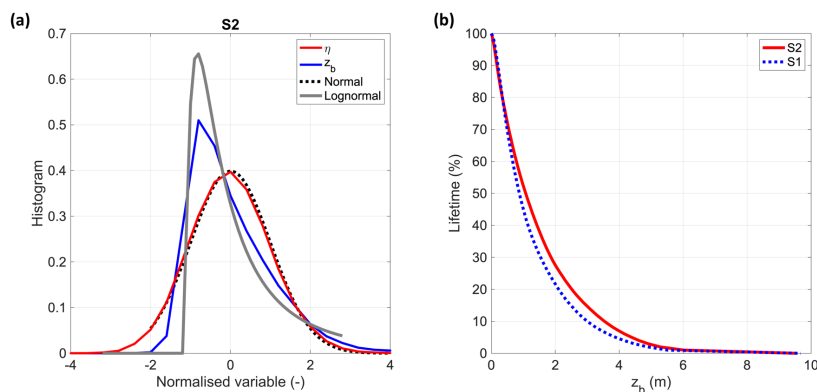 (a)
S2
0.7
0.6
0.5
0.4
0.3
0.2
0.1
0
Histogram
-4
-2
0
2
4
Normalised variable (-)
η
z_b
Normal
Lognormal
(b)
100
90
80
70
60
50
40
30
20
10
0
Lifetime (%)
0
2
4
6
8
10
z_b (m)
S2
S1